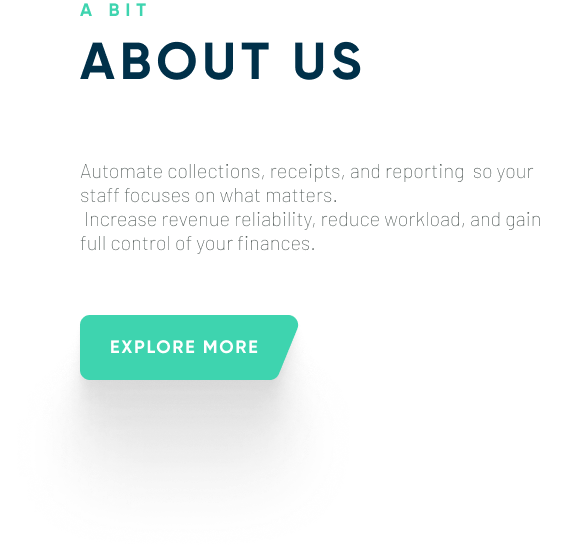 A BIT
ABOUT US
Automate collections, receipts, and reporting so your
staff focuses on what matters.
Increase revenue reliability, reduce workload, and gain
full control of your finances.
EXPLORE MORE